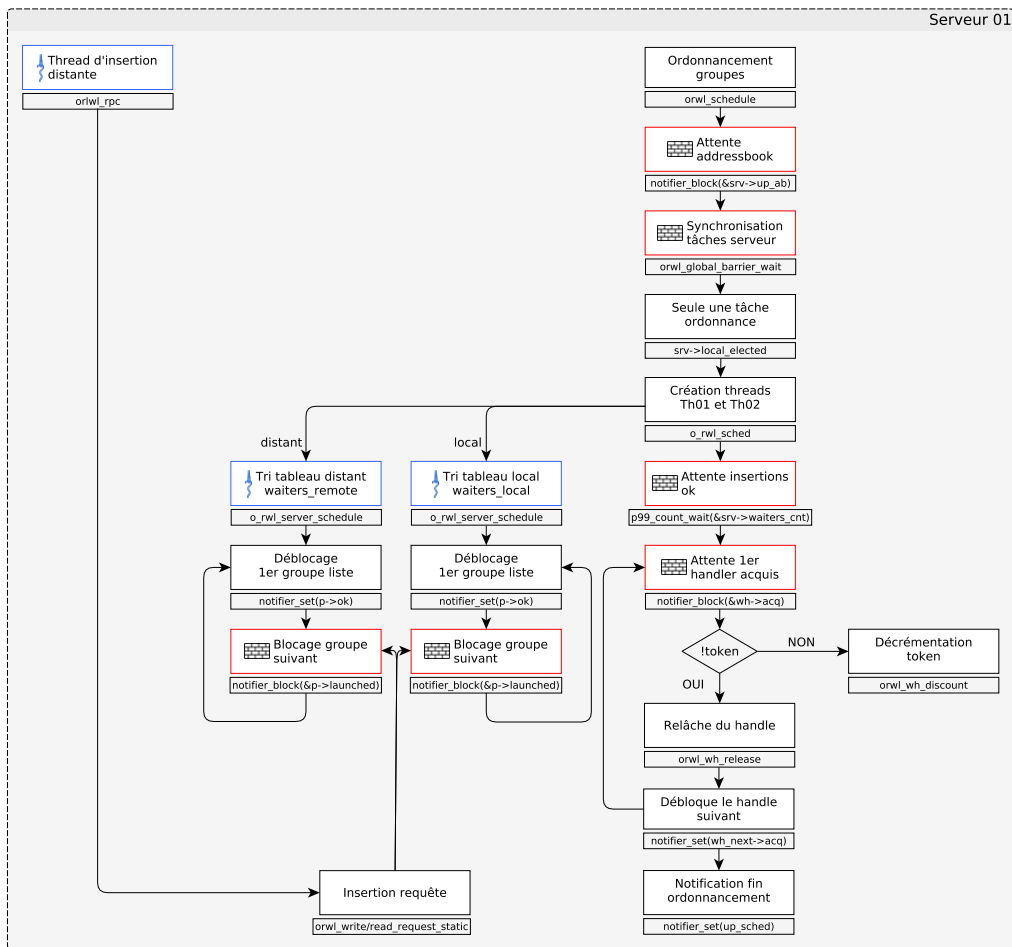 Serveur 01
Thread d'insertion
distante
orlwl_rpc
Ordonnancement
groupes
orwl_schedule
Attente
addressbook
notifier_block(&srv->up_ab)
Synchronisation
tâches serveur
orwl_global_barrier_wait
Seule une tâche
ordonnance
srv->local_elected
Création threads
Th01 et Th02
o_rwl_sched
distant
local
Tri tableau distant
waiters_remote
o_rwl_server_schedule
Tri tableau local
waiters_local
o_rwl_server_schedule
Attente insertions
ok
p99_count_wait(&srv->waiters_cnt)
Déblocage
1er groupe liste
notifier_set(p->ok)
Déblocage
1er groupe liste
notifier_set(p->ok)
Attente 1er
handler acquis
notifier_block(&wh->acq)
Blocage groupe
suivant
notifier_block(&p->launched)
Blocage groupe
suivant
notifier_block(&p->launched)
!token
NON
Décrémentation
token
orwl_wh_discount
OUI
Relâche du handle
orwl_wh_release
Débloque le handle
suivant
notifier_set(wh_next->acq)
Insertion requête
orwl_write/read_request_static
Notification fin
ordonnancement
notifier_set(up_sched)